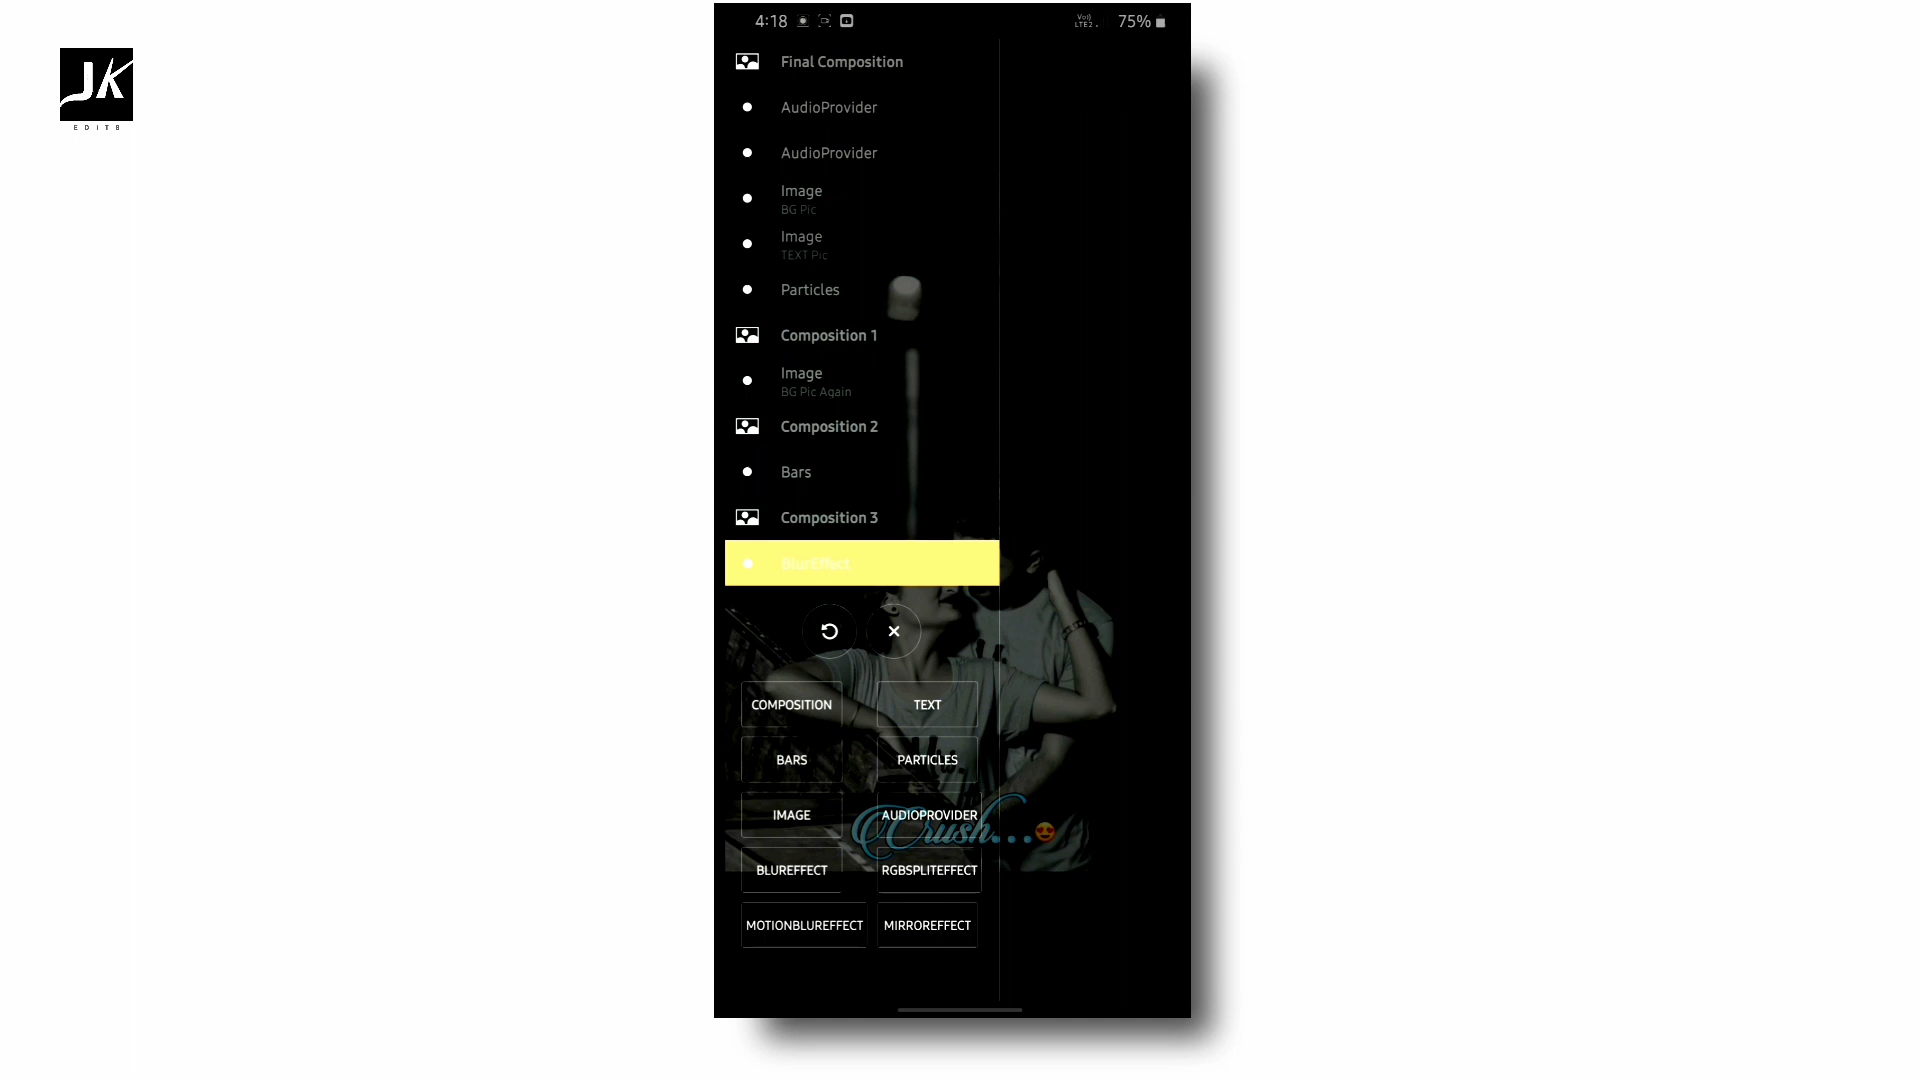 JK
EDITS
4:18
Vo))
LTE2
75%
Final Composition
AudioProvider
AudioProvider
Image
BG Pic
Image
TEXT Pic
Particles
Composition 1
Image
BG Pic Again
Composition 2
Bars
Composition 3
BlurEffect
COMPOSITION
TEXT
BARS
PARTICLES
IMAGE
AUDIOPROVIDER
Crush...😍
BLUREFFECT
RGBSPLITEFFECT
MOTIONBLUREFFECT
MIRROREFFECT